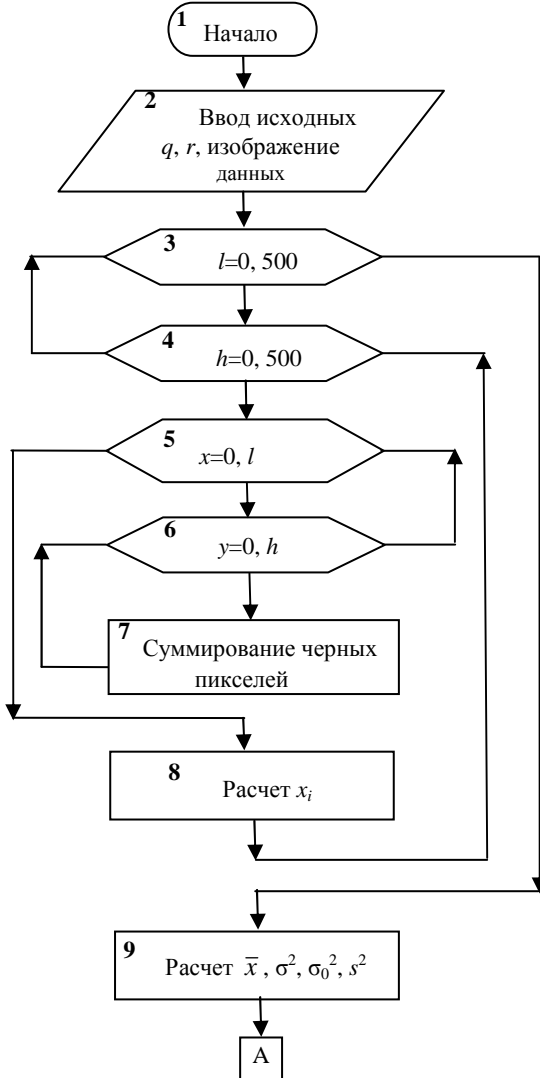 1
Начало
2
Ввод исходных
q, r, изображение
данных
3
l=0, 500
4
h=0, 500
5
x=0, l
6
y=0, h
7
Суммирование черных
пикселей
8
Расчет xᵢ
9
Расчет x̅ , σ², σ₀², s²
А